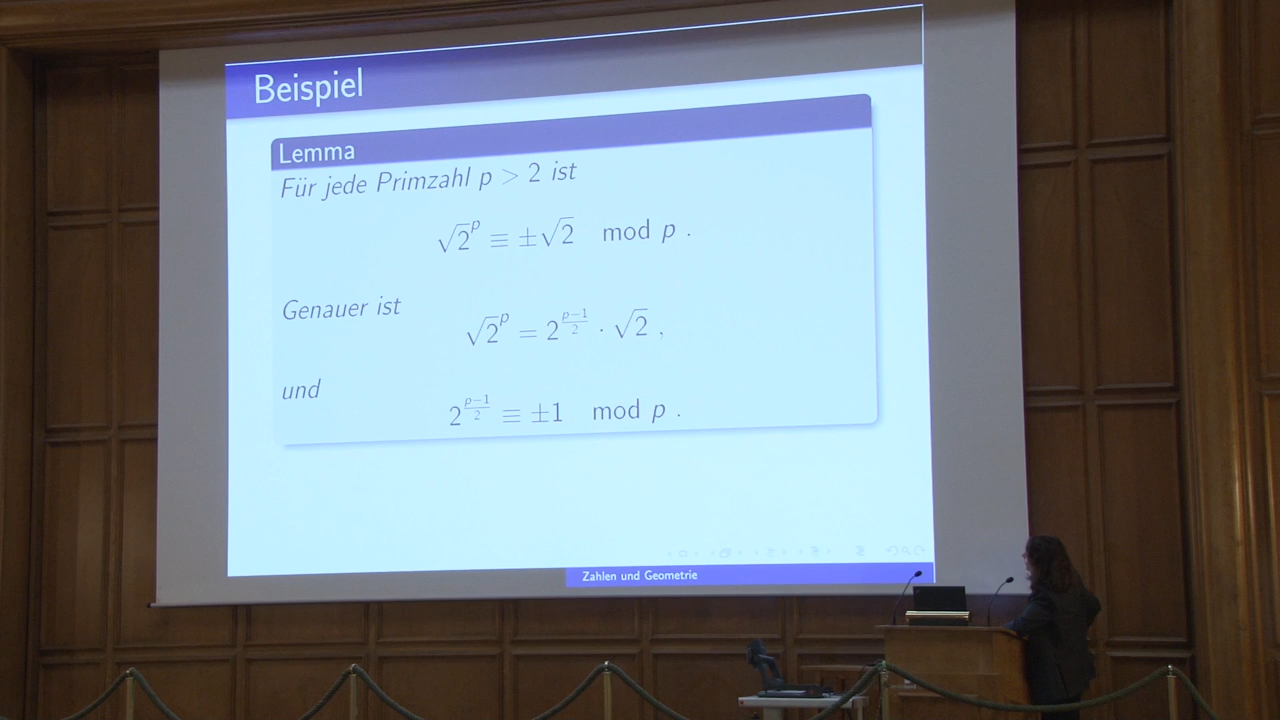 Beispiel
Lemma
Für jede Primzahl p > 2 ist
√2^p ≡ ±√2 mod p .
Genauer ist
√2^p = 2^((p−1)/2) · √2 ,
und
2^((p−1)/2) ≡ ±1 mod p .
Zahlen und Geometrie